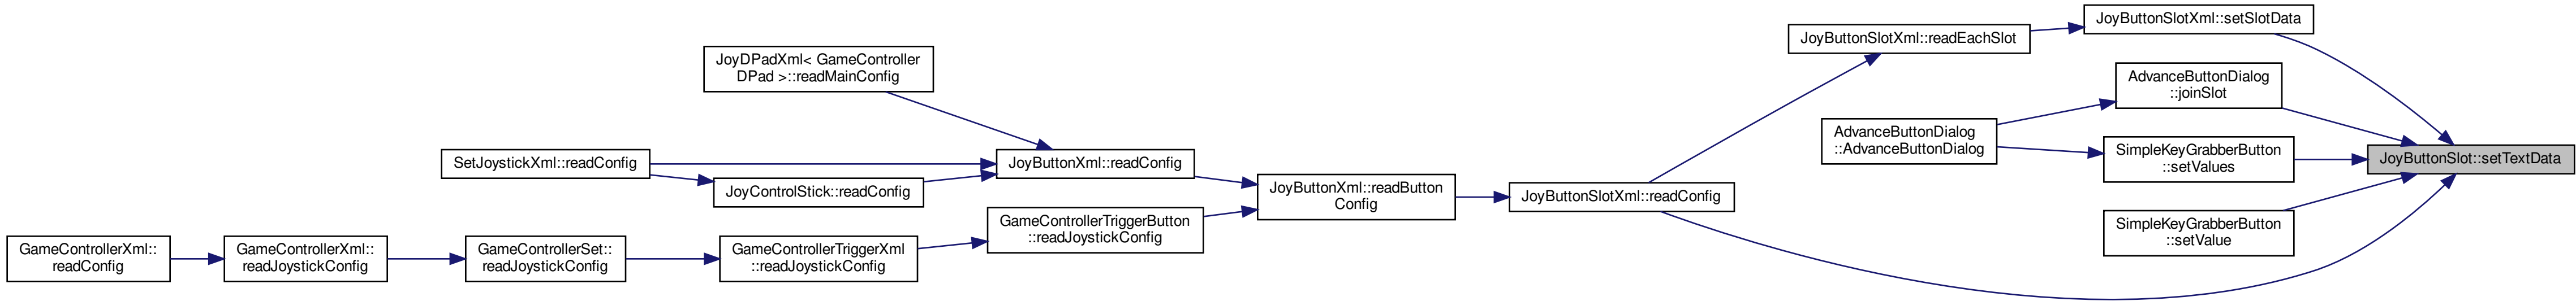 GameControllerXml::
readConfig
GameControllerXml::
readJoystickConfig
GameControllerSet::
readJoystickConfig
SetJoystickXml::readConfig
JoyDPadXml< GameController
DPad >::readMainConfig
JoyControlStick::readConfig
GameControllerTriggerXml
::readJoystickConfig
JoyButtonXml::readConfig
GameControllerTriggerButton
::readJoystickConfig
JoyButtonXml::readButton
Config
JoyButtonSlotXml::readConfig
JoyButtonSlotXml::readEachSlot
AdvanceButtonDialog
::AdvanceButtonDialog
JoyButtonSlotXml::setSlotData
AdvanceButtonDialog
::joinSlot
SimpleKeyGrabberButton
::setValues
SimpleKeyGrabberButton
::setValue
JoyButtonSlot::setTextData